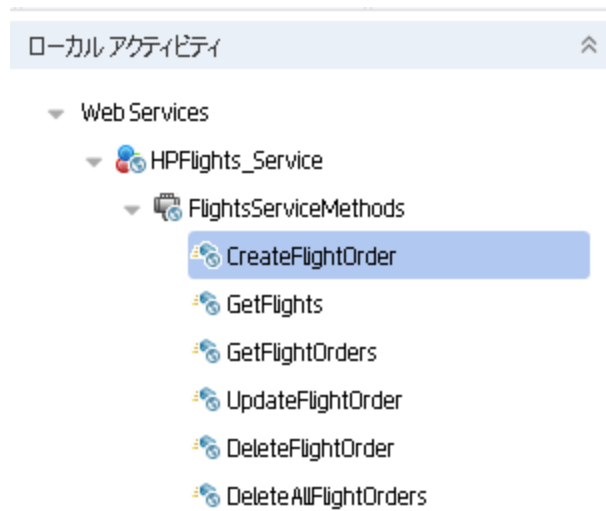 ローカル アクティビティ
Web Services
HPFlights_Service
FlightsServiceMethods
CreateFlightOrder
GetFlights
GetFlightOrders
UpdateFlightOrder
DeleteFlightOrder
DeleteAllFlightOrders